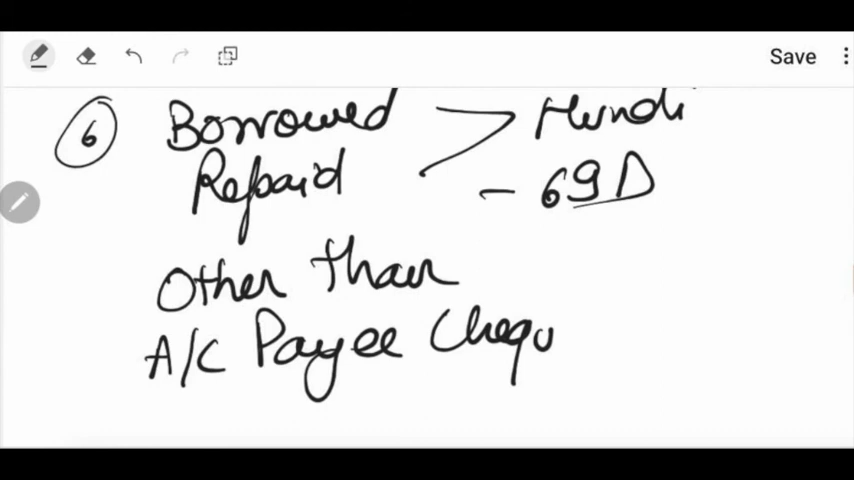 Save
6 Borrowed > Hundi
Repaid - 69D
Other than
A/C Payee Chequ